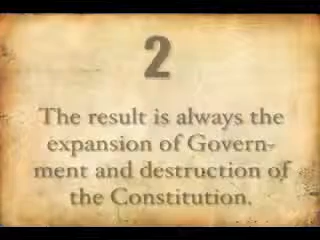 2
The result is always the
expansion of Govern-
ment and destruction of
the Constitution.